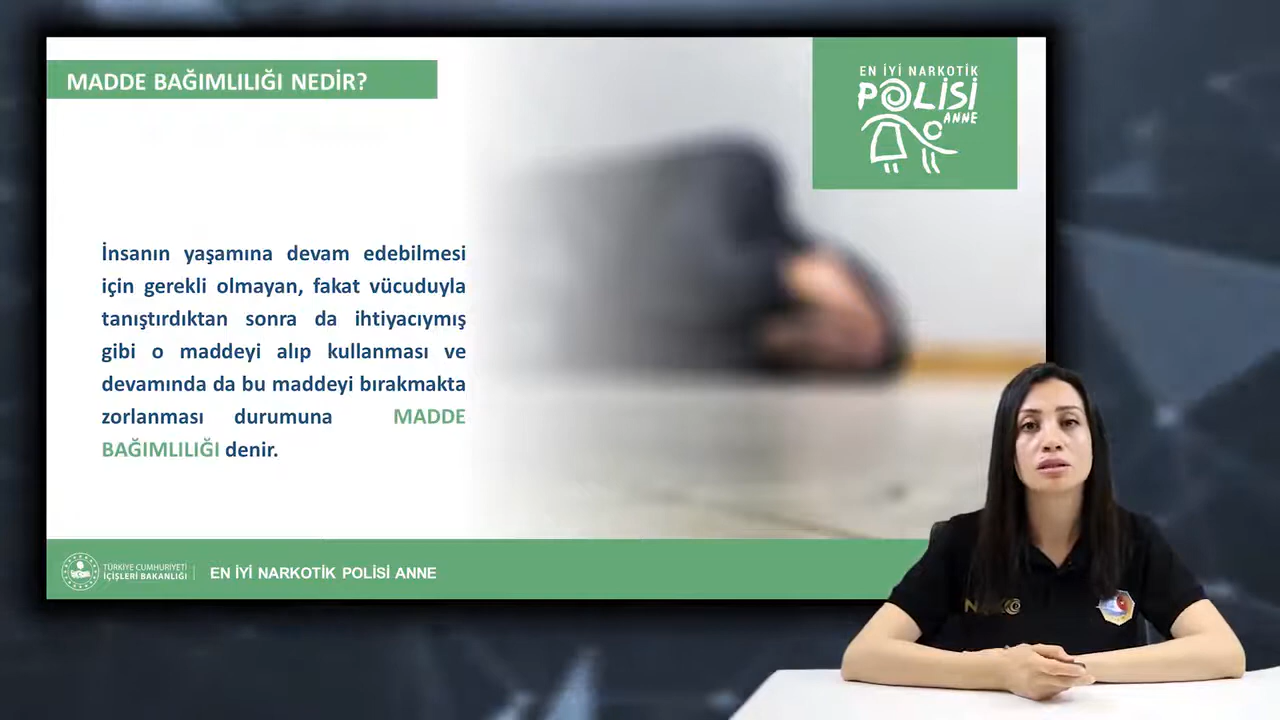 MADDE BAĞIMLILIĞI NEDİR?
EN İYİ NARKOTİK
POLİSİ
ANNE
İnsanın yaşamına devam edebilmesi
için gerekli olmayan, fakat vücuduyla
tanıştırdıktan sonra da ihtiyacıymış
gibi o maddeyi alıp kullanması ve
devamında da bu maddeyi bırakmakta
zorlanması durumuna MADDE
BAĞIMLILIĞI denir.
TÜRKİYE CUMHURİYETİ
İÇİŞLERİ BAKANLIĞI
EN İYİ NARKOTİK POLİSİ ANNE